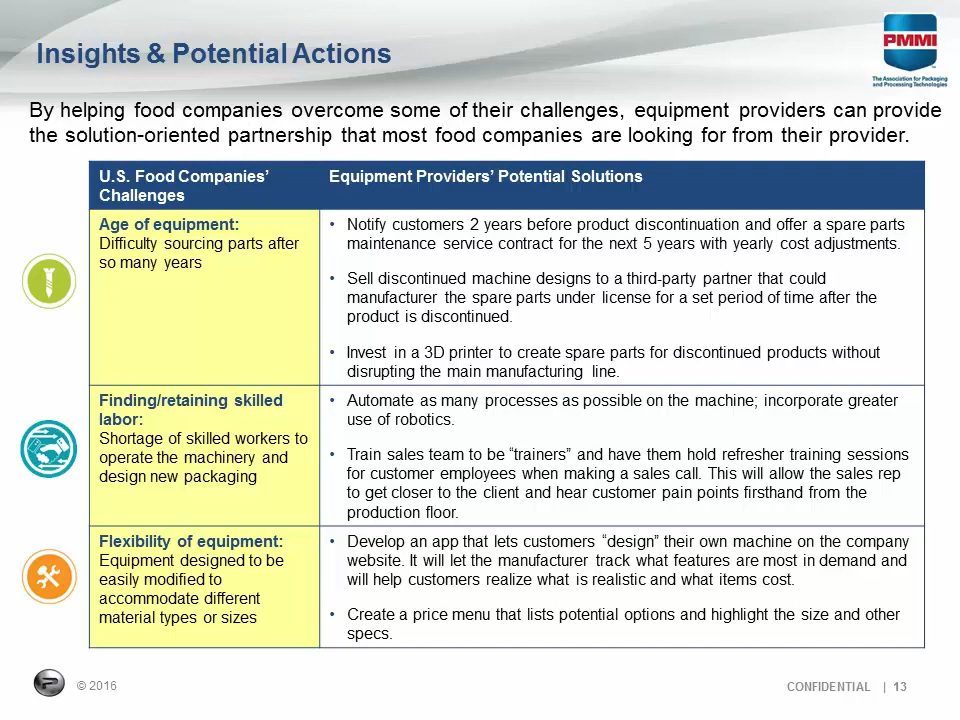 Insights & Potential Actions
PMMI
The Association for Packaging
and Processing Technologies
By helping food companies overcome some of their challenges, equipment providers can provide
the solution-oriented partnership that most food companies are looking for from their provider.
U.S. Food Companies’
Challenges
Equipment Providers’ Potential Solutions
Age of equipment:
Difficulty sourcing parts after
so many years
• Notify customers 2 years before product discontinuation and offer a spare parts
maintenance service contract for the next 5 years with yearly cost adjustments.
• Sell discontinued machine designs to a third-party partner that could
manufacturer the spare parts under license for a set period of time after the
product is discontinued.
• Invest in a 3D printer to create spare parts for discontinued products without
disrupting the main manufacturing line.
Finding/retaining skilled
labor:
Shortage of skilled workers to
operate the machinery and
design new packaging
• Automate as many processes as possible on the machine; incorporate greater
use of robotics.
• Train sales team to be “trainers” and have them hold refresher training sessions
for customer employees when making a sales call. This will allow the sales rep
to get closer to the client and hear customer pain points firsthand from the
production floor.
Flexibility of equipment:
Equipment designed to be
easily modified to
accommodate different
material types or sizes
• Develop an app that lets customers “design” their own machine on the company
website. It will let the manufacturer track what features are most in demand and
will help customers realize what is realistic and what items cost.
• Create a price menu that lists potential options and highlight the size and other
specs.
P
© 2016
CONFIDENTIAL | 13